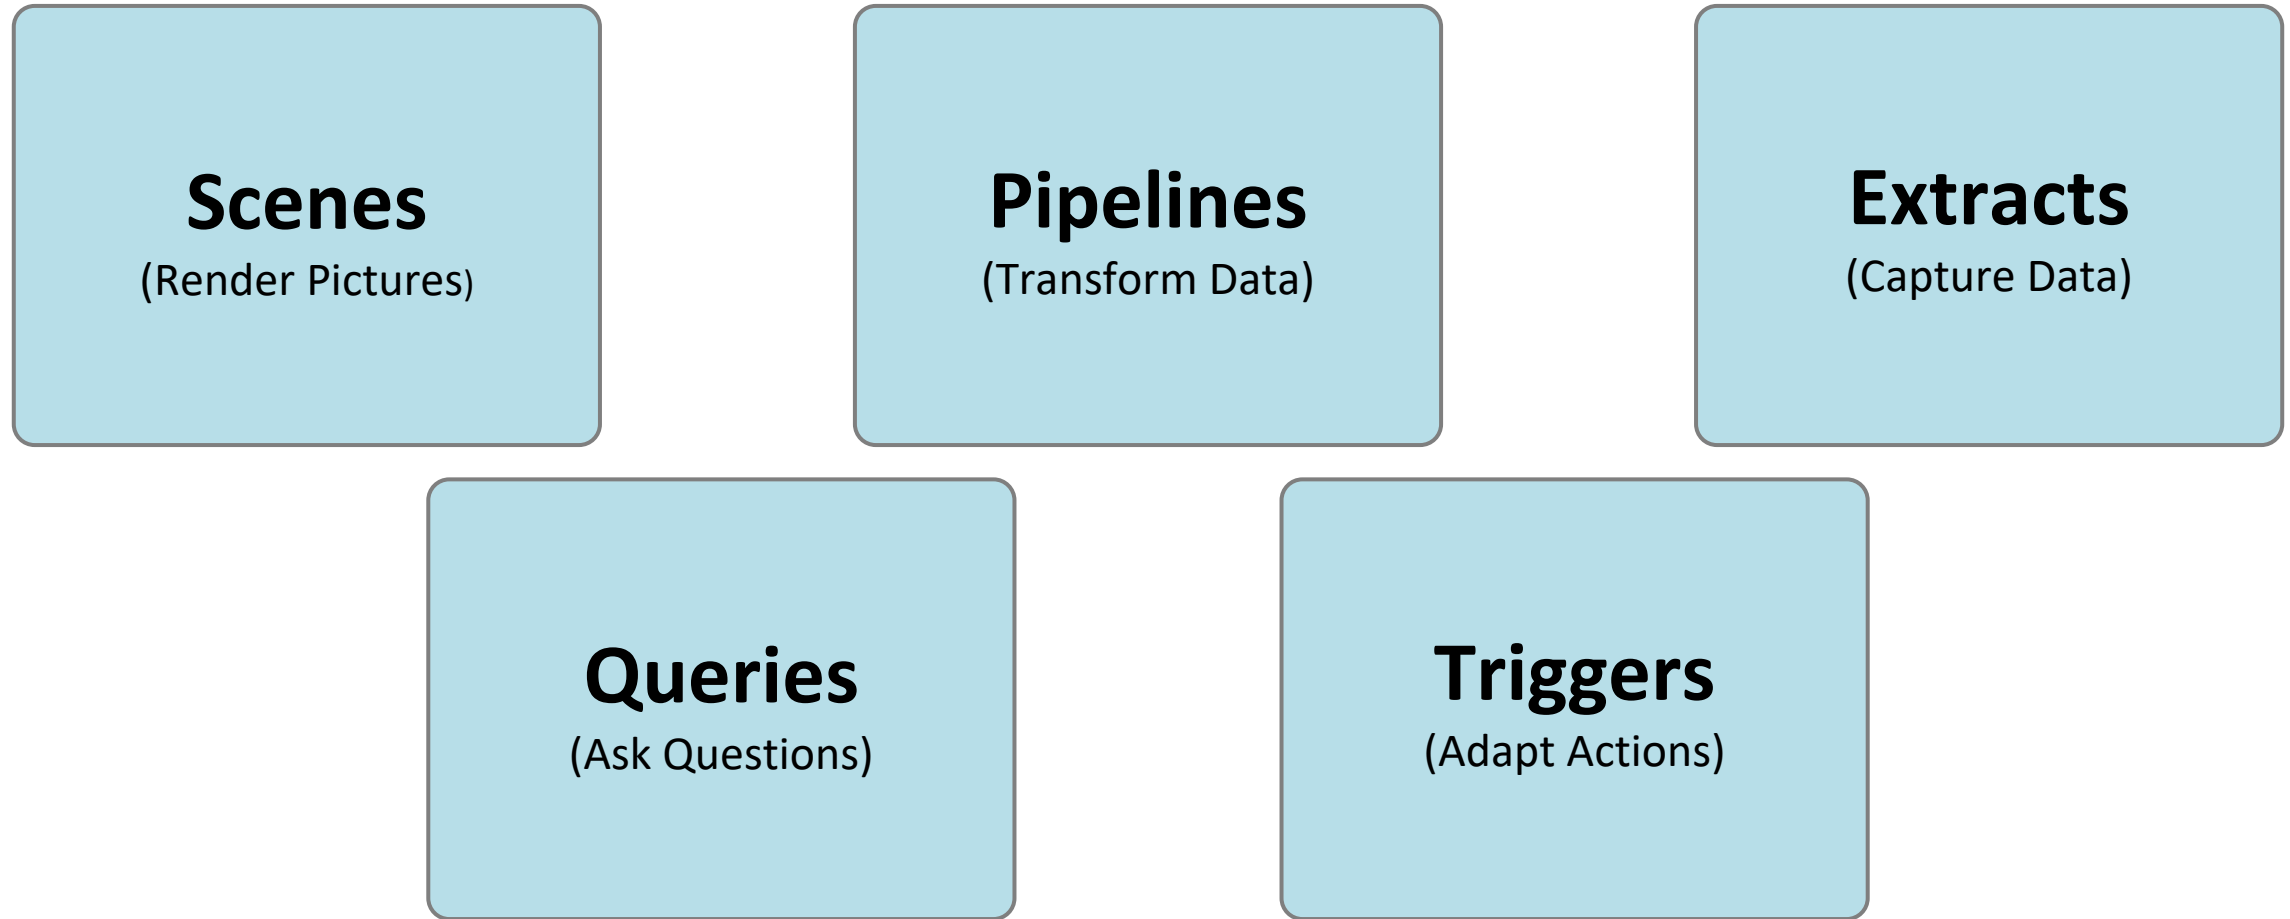 Scenes
(Render Pictures)
Pipelines
(Transform Data)
Extracts
(Capture Data)
Queries
(Ask Questions)
Triggers
(Adapt Actions)